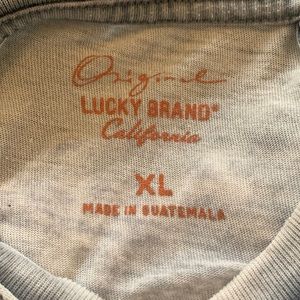 Original
LUCKY BRAND®
California
XL
MADE IN GUATEMALA